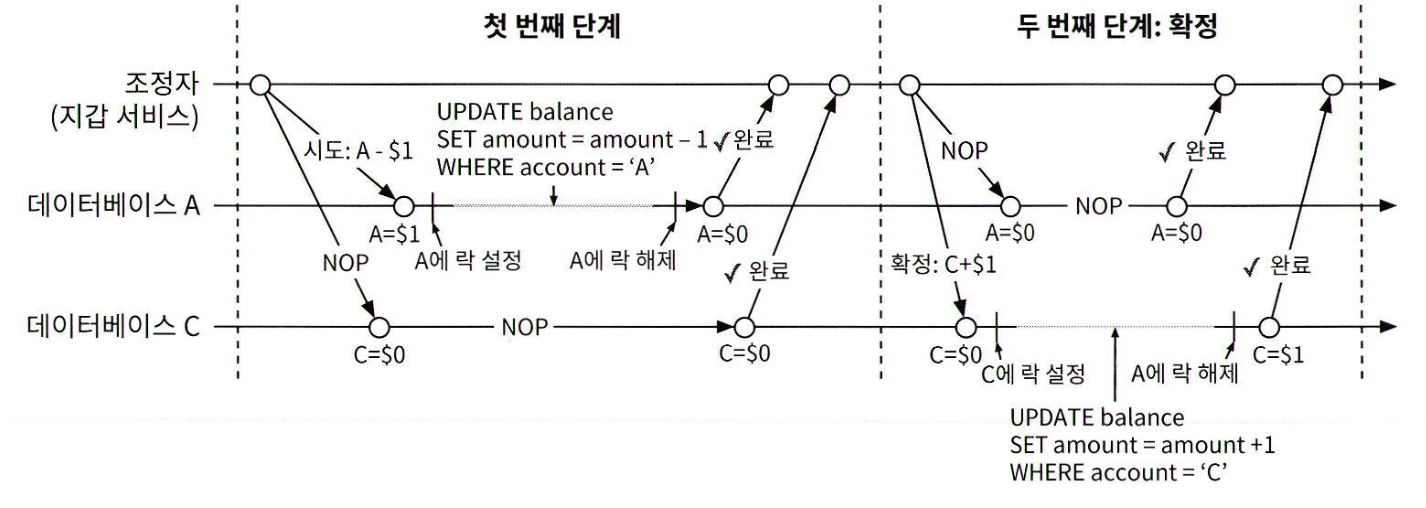 첫 번째 단계
두 번째 단계: 확정
조정자
(지갑 서비스)
UPDATE balance
SET amount = amount – 1
WHERE account = ‘A’
시도: A - $1
✓ 완료
NOP
✓ 완료
데이터베이스 A
A=$1
A에 락 설정
A에 락 해제
A=$0
A=$0
NOP
A=$0
NOP
✓ 완료
확정: C+$1
✓ 완료
데이터베이스 C
NOP
C=$0
C=$0
C=$0
C에 락 설정
A에 락 해제
C=$1
UPDATE balance
SET amount = amount +1
WHERE account = ‘C’